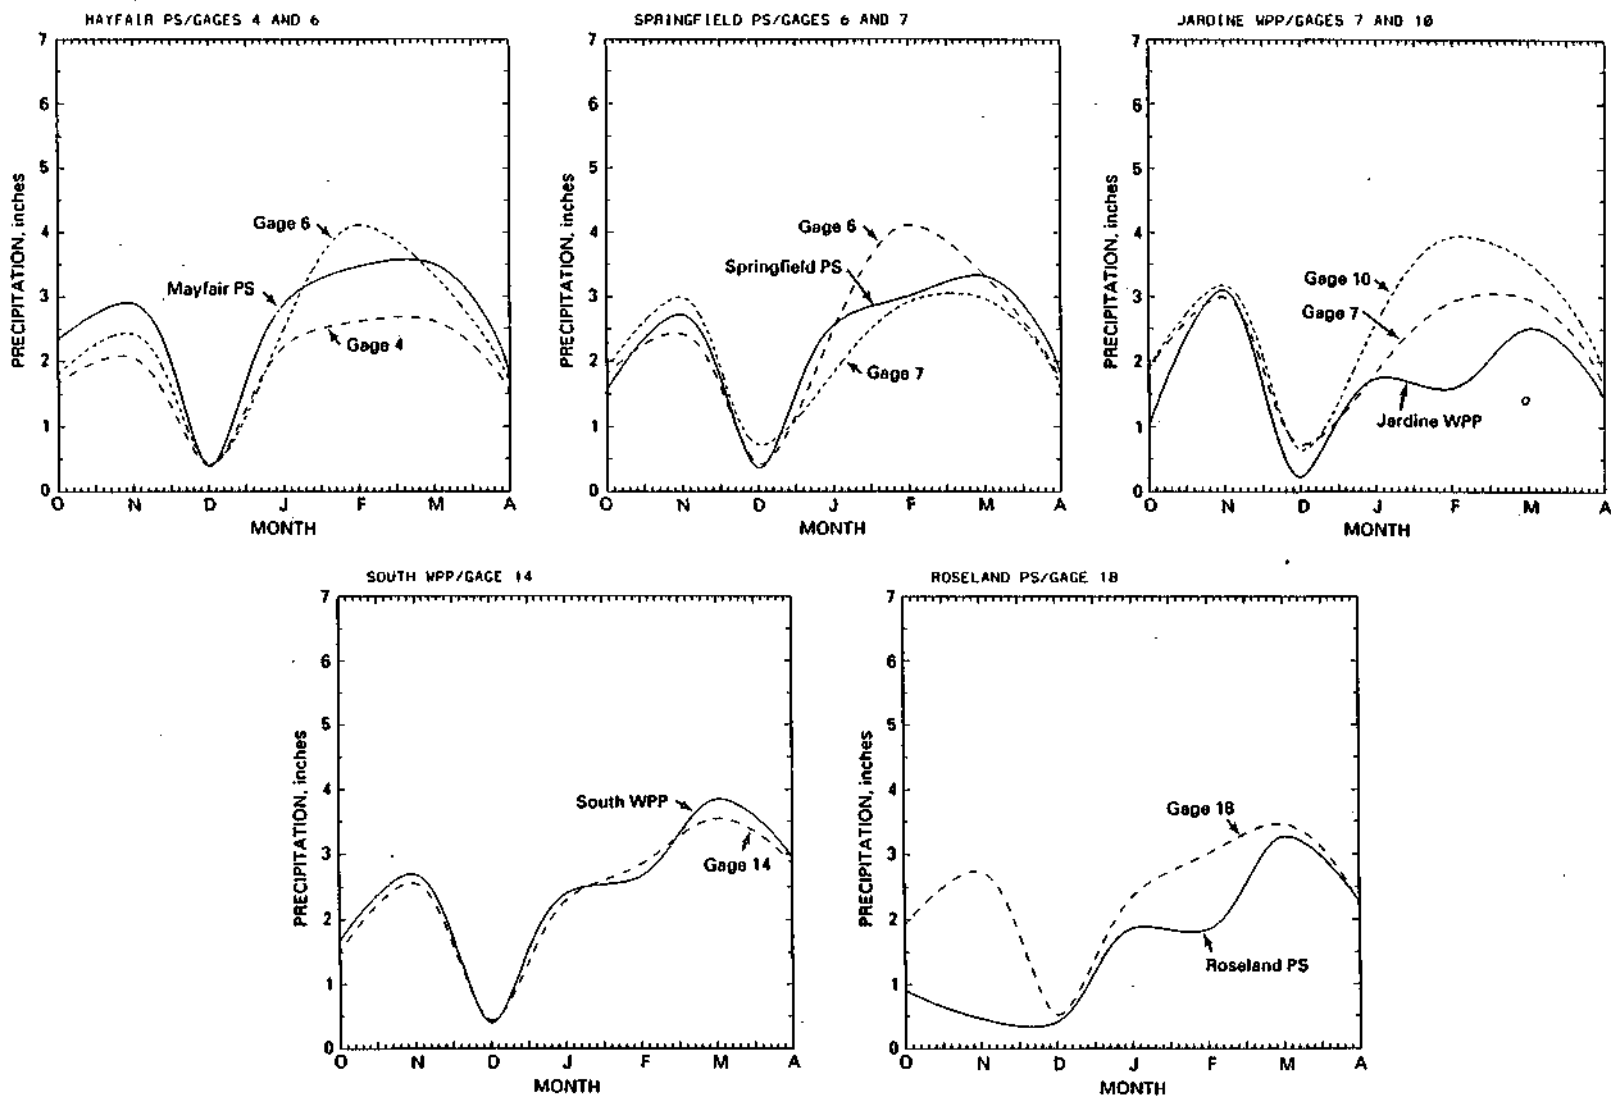 MAYFAIR PS/GAGES 4 AND 6
7
6
5
4
3
2
1
0
PRECIPITATION, inches
Gage 6
Mayfair PS
Gage 4
O N D J F M A
MONTH
SPRINGFIELD PS/GAGES 6 AND 7
7
6
5
4
3
2
1
0
PRECIPITATION, inches
Gage 6
Springfield PS
Gage 7
O N D J F M A
MONTH
JARDINE WPP/GAGES 7 AND 10
7
6
5
4
3
2
1
0
PRECIPITATION, inches
Gage 10
Gage 7
Jardine WPP
O N D J F M A
MONTH
SOUTH WPP/GAGE 14
7
6
5
4
3
2
1
0
PRECIPITATION, inches
South WPP
Gage 14
O N D J F M A
MONTH
ROSELAND PS/GAGE 18
7
6
5
4
3
2
1
0
PRECIPITATION, inches
Gage 18
Roseland PS
O N D J F M A
MONTH